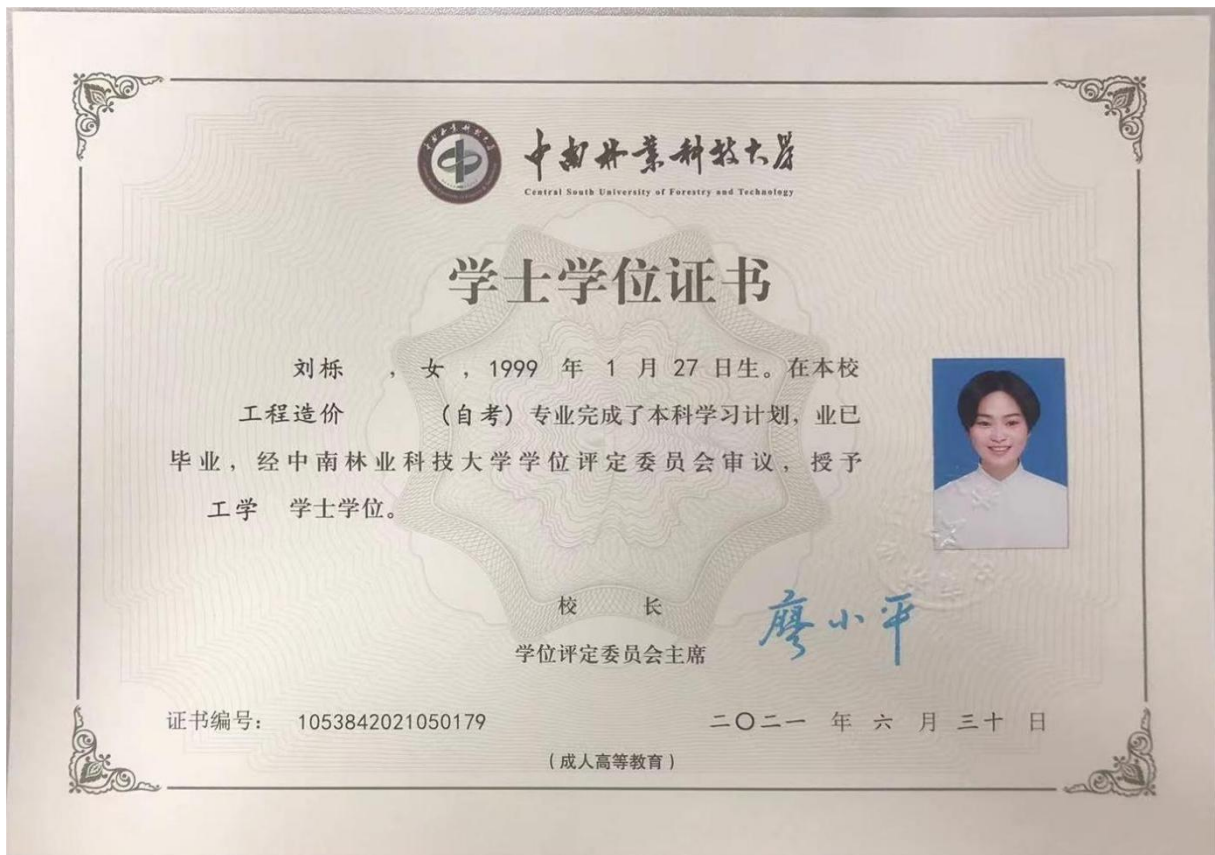 中南林业科技大学
Central South University of Forestry and Technology
学士学位证书
刘栎 ，女，1999 年 1 月 27 日生。在本校
工程造价 （自考）专业完成了本科学习计划，业已
毕业，经中南林业科技大学学位评定委员会审议，授予
工学 学士学位。
校 长
廖小平
学位评定委员会主席
证书编号： 1053842021050179
二〇二一 年 六 月 三十 日
（成人高等教育）